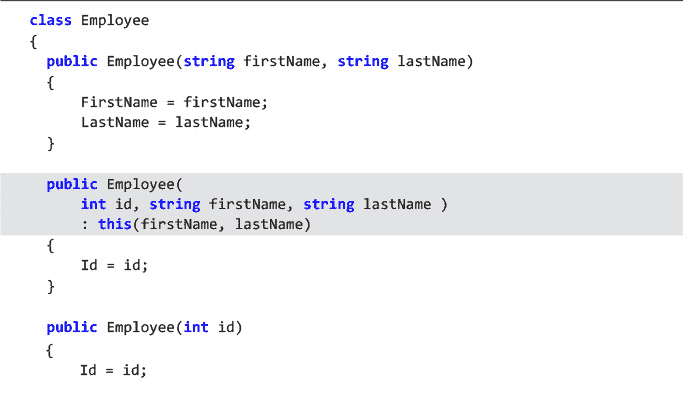 class Employee
{
  public Employee(string firstName, string lastName)
  {
      FirstName = firstName;
      LastName = lastName;
  }

  public Employee(
      int id, string firstName, string lastName )
      : this(firstName, lastName)
  {
      Id = id;
  }

  public Employee(int id)
  {
      Id = id;